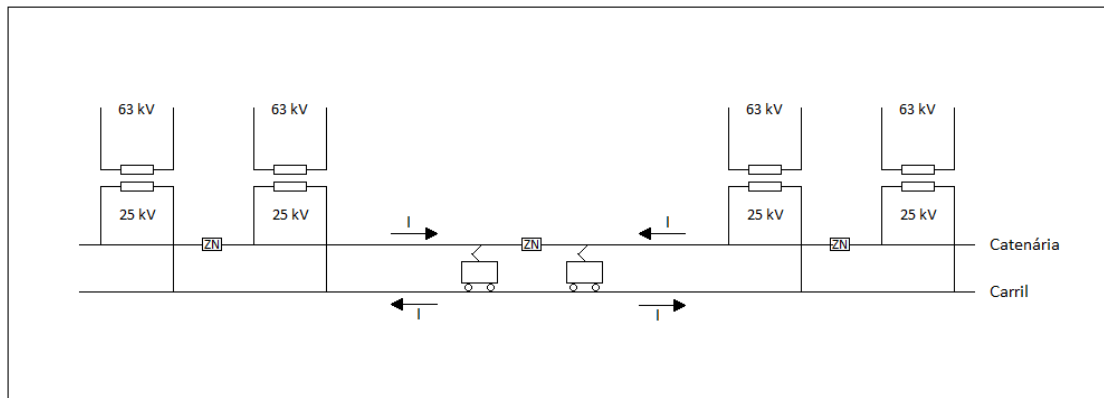 63 kV 63 kV 63 kV 63 kV
25 kV 25 kV 25 kV 25 kV
I I
ZN ZN ZN Catenária
Carril
I I